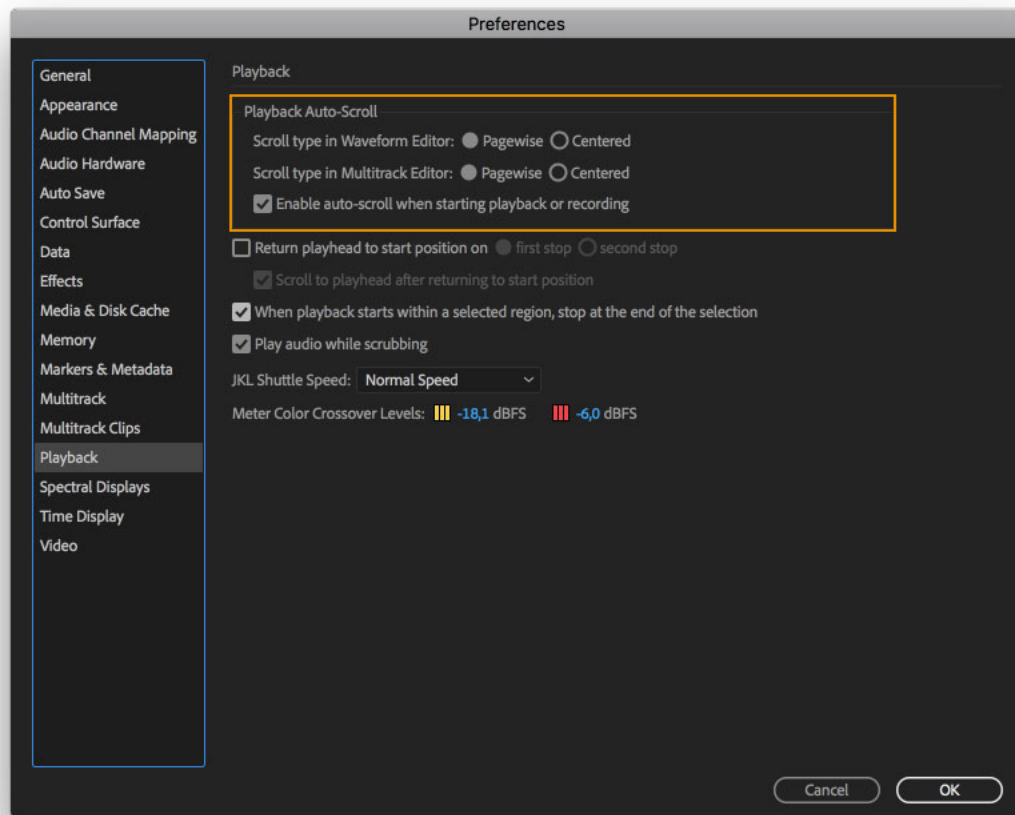 Preferences
General
Appearance
Audio Channel Mapping
Audio Hardware
Auto Save
Control Surface
Data
Effects
Media & Disk Cache
Memory
Markers & Metadata
Multitrack
Multitrack Clips
Playback
Spectral Displays
Time Display
Video
Playback
Playback Auto-Scroll
Scroll type in Waveform Editor: Pagewise Centered
Scroll type in Multitrack Editor: Pagewise Centered
Enable auto-scroll when starting playback or recording
Return playhead to start position on first stop second stop
Scroll to playhead after returning to start position
When playback starts within a selected region, stop at the end of the selection
Play audio while scrubbing
JKL Shuttle Speed: Normal Speed
Meter Color Crossover Levels: -18,1 dBFS -6,0 dBFS
Cancel OK